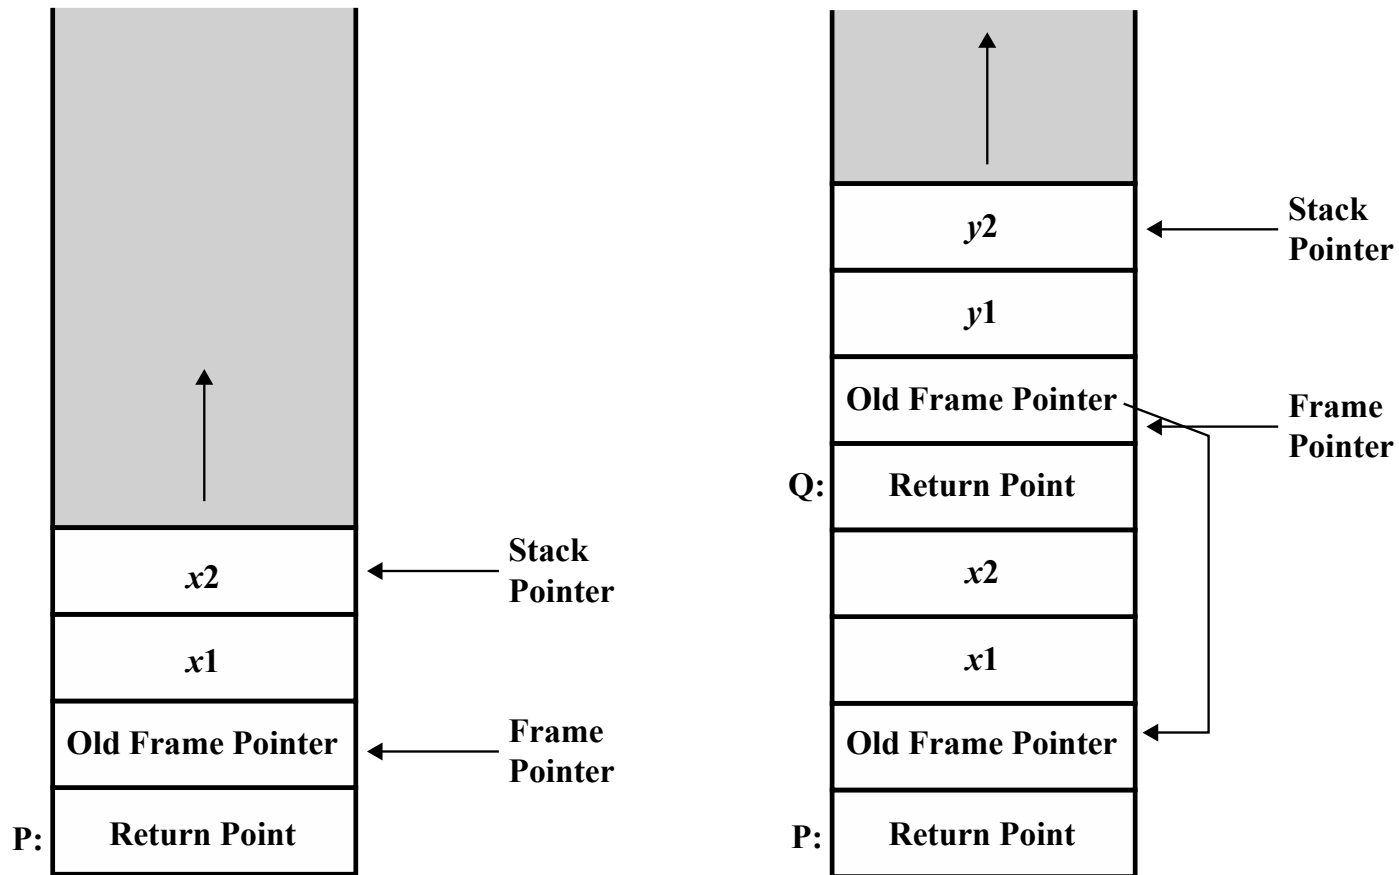 x2
Stack
Pointer
x1
Old Frame Pointer
Frame
Pointer
P:
Return Point
y2
Stack
Pointer
y1
Old Frame Pointer
Frame
Pointer
Q:
Return Point
x2
x1
Old Frame Pointer
P:
Return Point